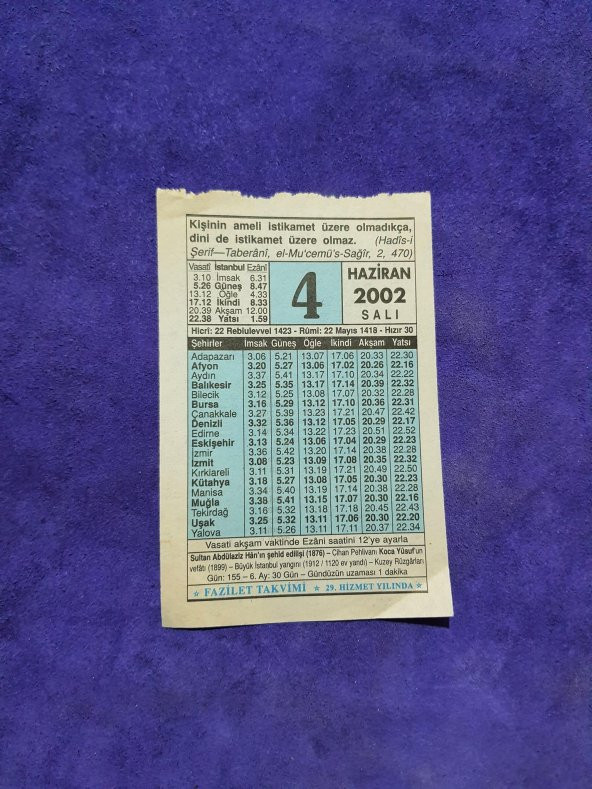 Kişinin ameli istikamet üzere olmadıkça,
dini de istikamet üzere olmaz. (Hadîs-i
Şerîf—Taberânî, el-Mu'cemü's-Sağîr, 2, 470)
Vasatî İstanbul Ezânî
3.10 İmsak 6.31
5.26 Güneş 8.47
13.12 Öğle 4.33
17.12 İkindi 8.33
20.39 Akşam 12.00
22.38 Yatsı 1.59
4
HAZİRAN
2002
SALI
Hicrî: 22 Rebiulevvel 1423 - Rûmî: 22 Mayıs 1418 - Hızır 30
Şehirler İmsak Güneş Öğle İkindi Akşam Yatsı
Adapazarı 3.06 5.21 13.07 17.06 20.33 22.30
Afyon 3.20 5.27 13.06 17.02 20.26 22.16
Aydın 3.37 5.41 13.17 17.10 20.34 22.22
Balıkesir 3.25 5.35 13.17 17.14 20.39 22.32
Bilecik 3.12 5.25 13.08 17.07 20.32 22.28
Bursa 3.16 5.29 13.12 17.10 20.36 22.31
Çanakkale 3.27 5.39 13.23 17.21 20.47 22.42
Denizli 3.32 5.36 13.12 17.05 20.29 22.17
Edirne 3.14 5.34 13.22 17.23 20.51 22.52
Eskişehir 3.13 5.24 13.06 17.04 20.29 22.23
İzmir 3.36 5.42 13.20 17.14 20.38 22.28
İzmit 3.08 5.23 13.09 17.08 20.35 22.32
Kırklareli 3.11 5.31 13.19 17.21 20.49 22.50
Kütahya 3.18 5.27 13.08 17.05 20.30 22.23
Manisa 3.34 5.40 13.19 17.14 20.38 22.28
Muğla 3.38 5.41 13.15 17.07 20.30 22.16
Tekirdağ 3.16 5.32 13.18 17.18 20.45 22.43
Uşak 3.25 5.32 13.11 17.06 20.30 22.20
Yalova 3.11 5.26 13.11 17.10 20.37 22.34
Vasati akşam vaktinde Ezânî saatini 12'ye ayarla
Sultan Abdülazîz Hân'ın şehîd edilişi (1876) – Cihan Pehlivanı Koca Yûsuf'un
vefâtı (1899) – Büyük İstanbul yangını (1912 / 1120 ev yandı) – Kuzey Rüzgârları
Gün: 155 – 6. Ay: 30 Gün – Gündüzün uzaması 1 dakika
★ FAZİLET TAKVİMİ ★ 29. HİZMET YILINDA ★